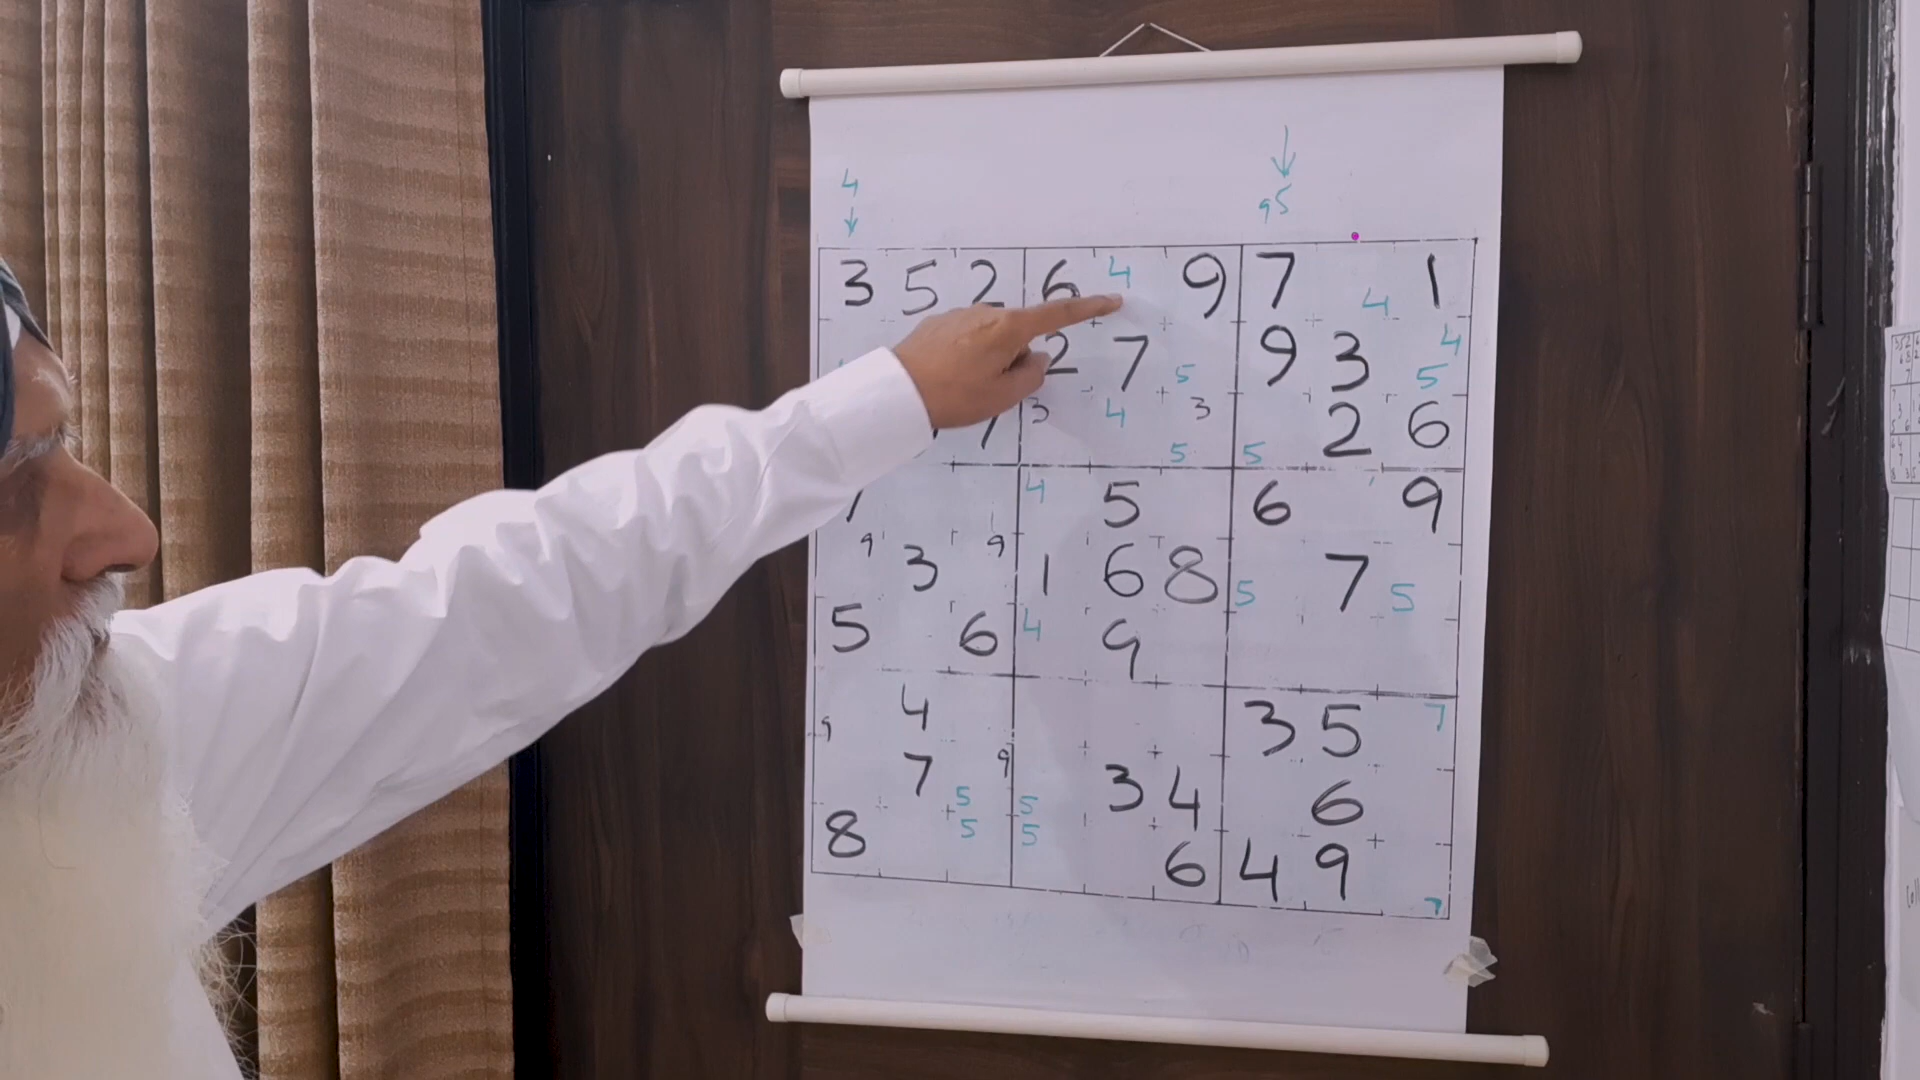 4
95
3 5 2 6 4 9 7 4 1
2 7 5 9 3 4 5
7 3 4 3 5 5 2 6
7 4 5 6 9
9 3 9 1 6 8 5 7 5
5 6 4 9
9 4 3 5 7
7 9 5 5 3 4 6
8 5 5 6 4 9 7